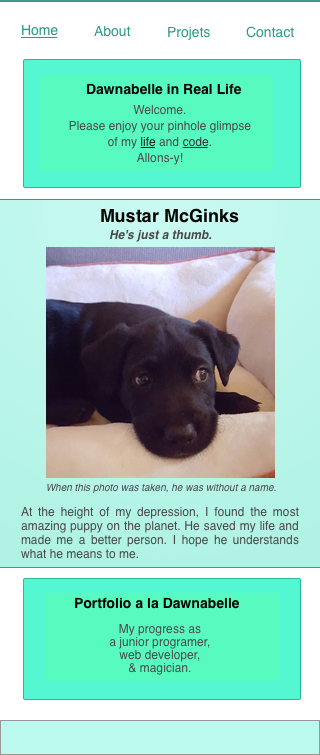 Home About Projets Contact
Dawnabelle in Real Life
Welcome.
Please enjoy your pinhole glimpse
of my life and code.
Allons-y!
Mustar McGinks
He's just a thumb.
When this photo was taken, he was without a name.
At the height of my depression, I found the most
amazing puppy on the planet. He saved my life and
made me a better person. I hope he understands
what he means to me.
Portfolio a la Dawnabelle
My progress as
a junior programer,
web developer,
& magician.